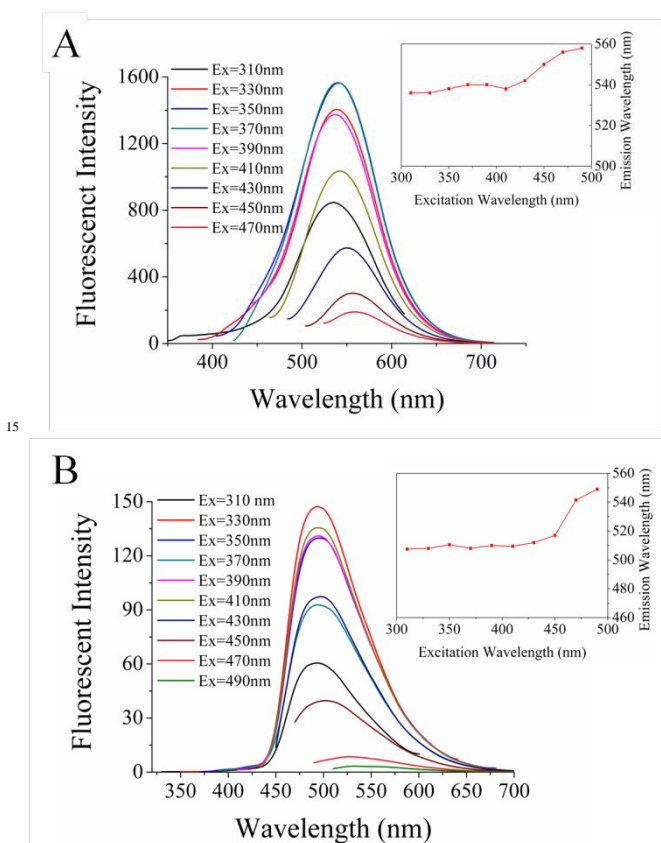 A
Fluorescenct Intensity
1600
1200
800
400
0
Ex=310nm
Ex=330nm
Ex=350nm
Ex=370nm
Ex=390nm
Ex=410nm
Ex=430nm
Ex=450nm
Ex=470nm
400 500 600 700
Wavelength (nm)
560
540
520
500
Emission Wavelength (nm)
300 350 400 450 500
Excitation Wavelength (nm)
15
B
Fluorescent Intensity
150
120
90
60
30
0
Ex=310 nm
Ex=330nm
Ex=350nm
Ex=370nm
Ex=390nm
Ex=410nm
Ex=430nm
Ex=450nm
Ex=470nm
Ex=490nm
350 400 450 500 550 600 650 700
Wavelength (nm)
560
540
520
500
480
460
Emission Wavelength (nm)
300 350 400 450 500
Excitation Wavelength (nm)